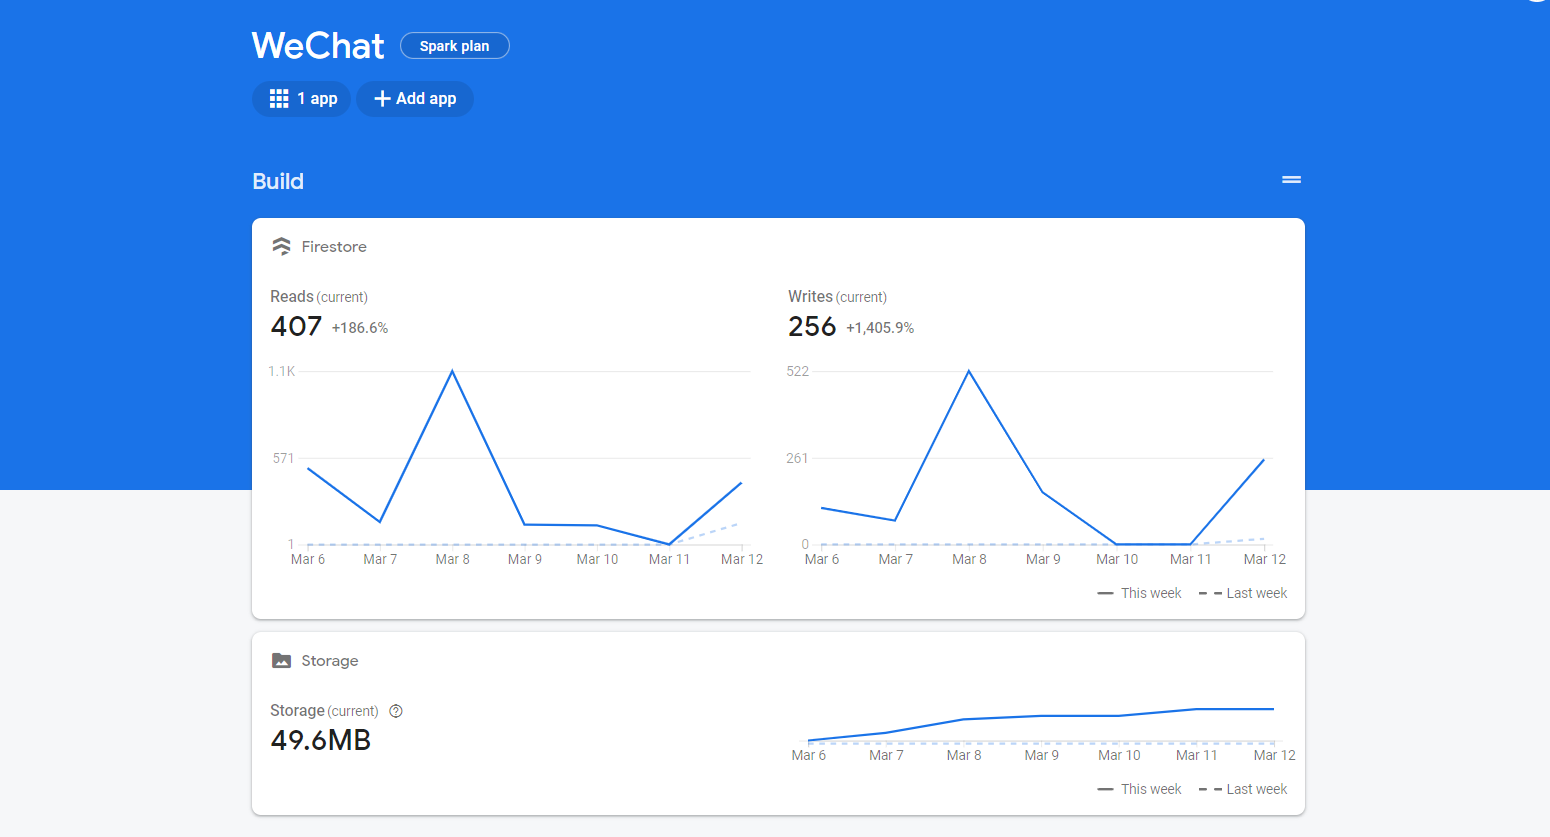 WeChat Spark plan
1 app + Add app
Build
Firestore
Reads (current)
407 +186.6%
1.1K
571
1
Mar 6 Mar 7 Mar 8 Mar 9 Mar 10 Mar 11 Mar 12
Writes (current)
256 +1,405.9%
522
261
0
Mar 6 Mar 7 Mar 8 Mar 9 Mar 10 Mar 11 Mar 12
This week Last week
Storage
Storage (current) ?
49.6MB
Mar 6 Mar 7 Mar 8 Mar 9 Mar 10 Mar 11 Mar 12
This week Last week